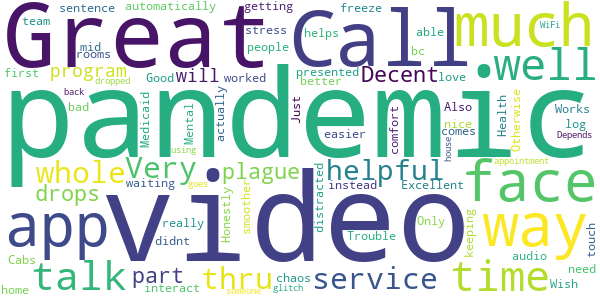 team
sentence
automatically
getting
freeze
mid
rooms
Great
Call
much
WiFi
stress
helps
able
people
bc
first
program
Good
will
worked
presented
better
Decent
love
Also
well
back
dropped
bad
pandemic
Medicaid
Mental
actually
Just
easier
comfort
nice
comes
Health
Otherwise
Works
log
Depends
house
using
whole
Very
plague
helpful
face
appointment
drops
waiting
goes
Honestly
smoother
distracted
instead
Excellent
app
video
way
really
didnt
Only
Trouble
keeping
touch
Cabs
talk
part
thru
chaos
service
time
audio
need
Wish
home
interact
someone
glitch